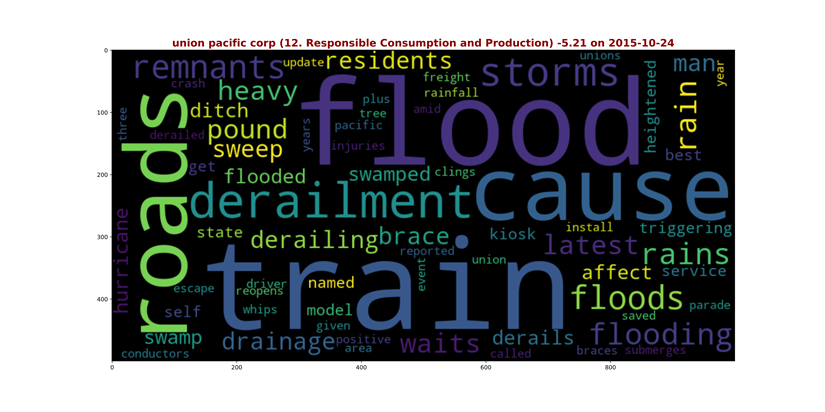 union pacific corp (12. Responsible Consumption and Production) -5.21 on 2015-10-24
0
100
200
300
400
0
200
400
600
800
remnants
update
residents
storms
unions
man
year
crash
heavy
freight
rainfall
heightened
rain
three
roads
ditch
derailed
pound
sweep
years
plus
tree
pacific
injuries
amid
flood
best
get
flooded
swamped
clings
derailment
cause
hurricane
state
derailing
brace
reported
kiosk
install
triggering
latest
rains
union
event
train
affect
service
escape
driver
reopens
named
floods
parade
self
whips
model
given
saved
swamp
drainage
positive
area
waits
derails
flooding
conductors
called
braces
submerges